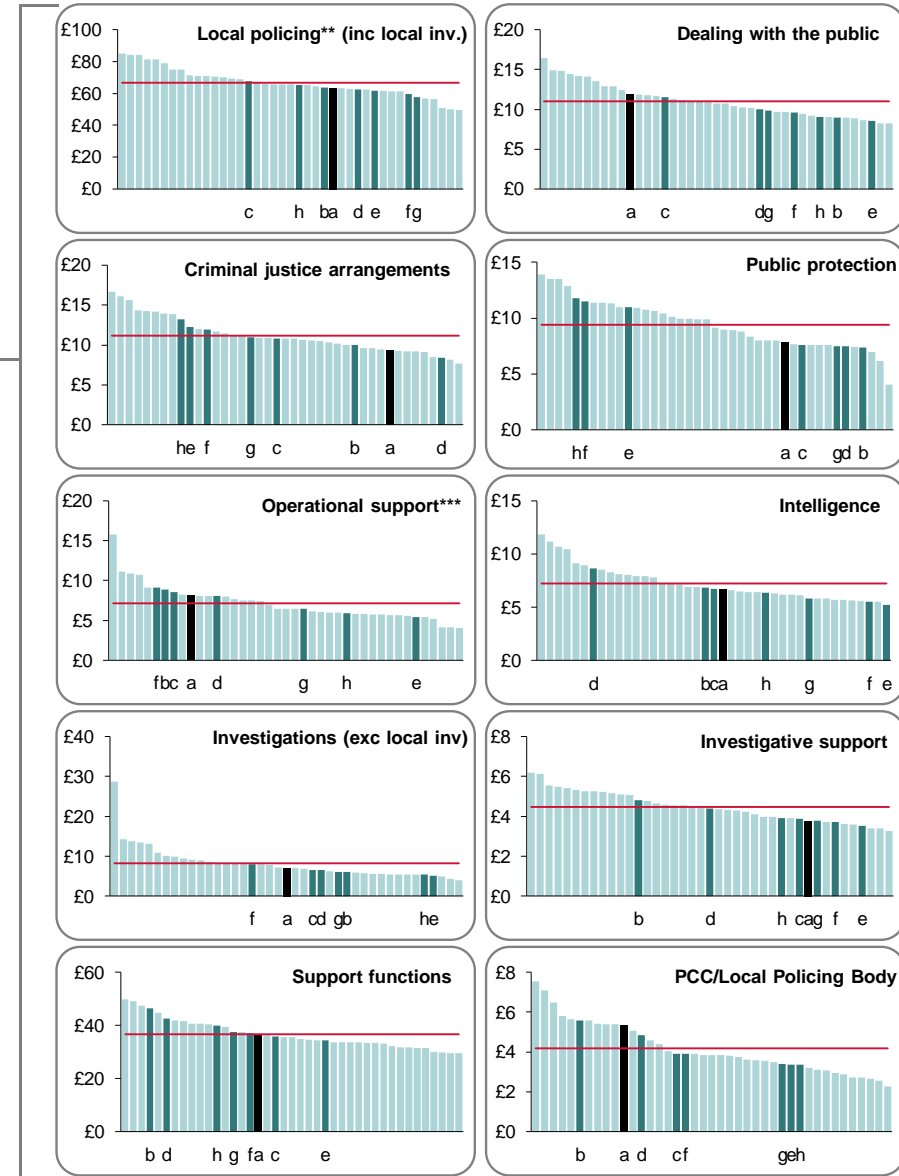 Local policing** (inc local inv.)
£100
£80
£60
£40
£20
£0
c h ba d e fg
Dealing with the public
£20
£15
£10
£5
£0
a c dg f h b e
Criminal justice arrangements
£20
£15
£10
£5
£0
he f g c b a d
Public protection
£15
£10
£5
£0
hf e a c gd b
Operational support***
£20
£15
£10
£5
£0
fbc a d g h e
Intelligence
£15
£10
£5
£0
d bca h g f e
Investigations (exc local inv)
£40
£30
£20
£10
£0
f a cd gb he
Investigative support
£8
£6
£4
£2
£0
b d h cag f e
Support functions
£60
£40
£20
£0
b d h g fa c e
PCC/Local Policing Body
£8
£6
£4
£2
£0
b a d cf geh